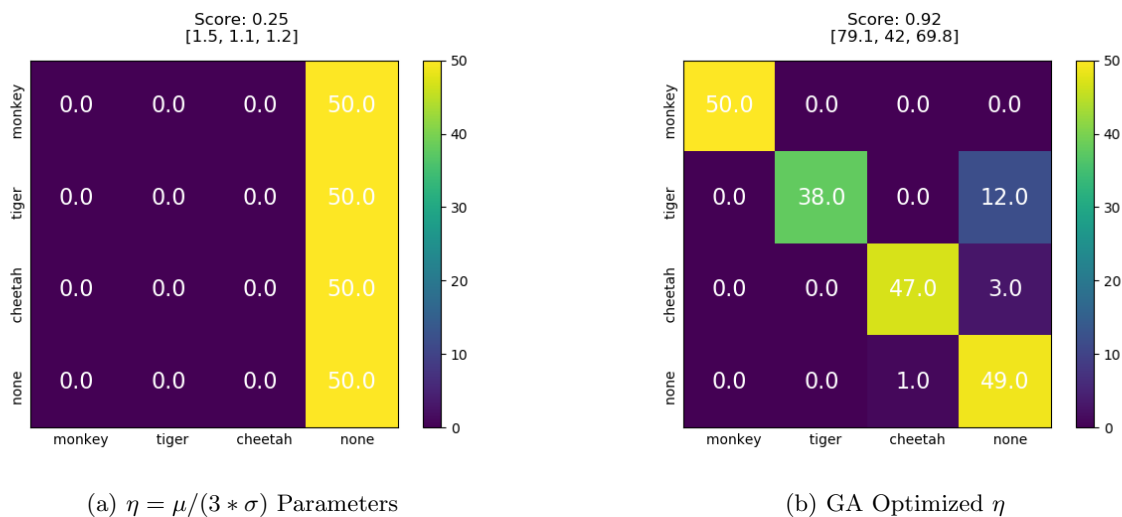 Score: 0.25
[1.5, 1.1, 1.2]
monkey 0.0 0.0 0.0 50.0
tiger 0.0 0.0 0.0 50.0
cheetah 0.0 0.0 0.0 50.0
none 0.0 0.0 0.0 50.0
monkey tiger cheetah none
50
40
30
20
10
0
(a) η = μ/(3 ∗ σ) Parameters
Score: 0.92
[79.1, 42, 69.8]
monkey 50.0 0.0 0.0 0.0
tiger 0.0 38.0 0.0 12.0
cheetah 0.0 0.0 47.0 3.0
none 0.0 0.0 1.0 49.0
monkey tiger cheetah none
50
40
30
20
10
0
(b) GA Optimized η